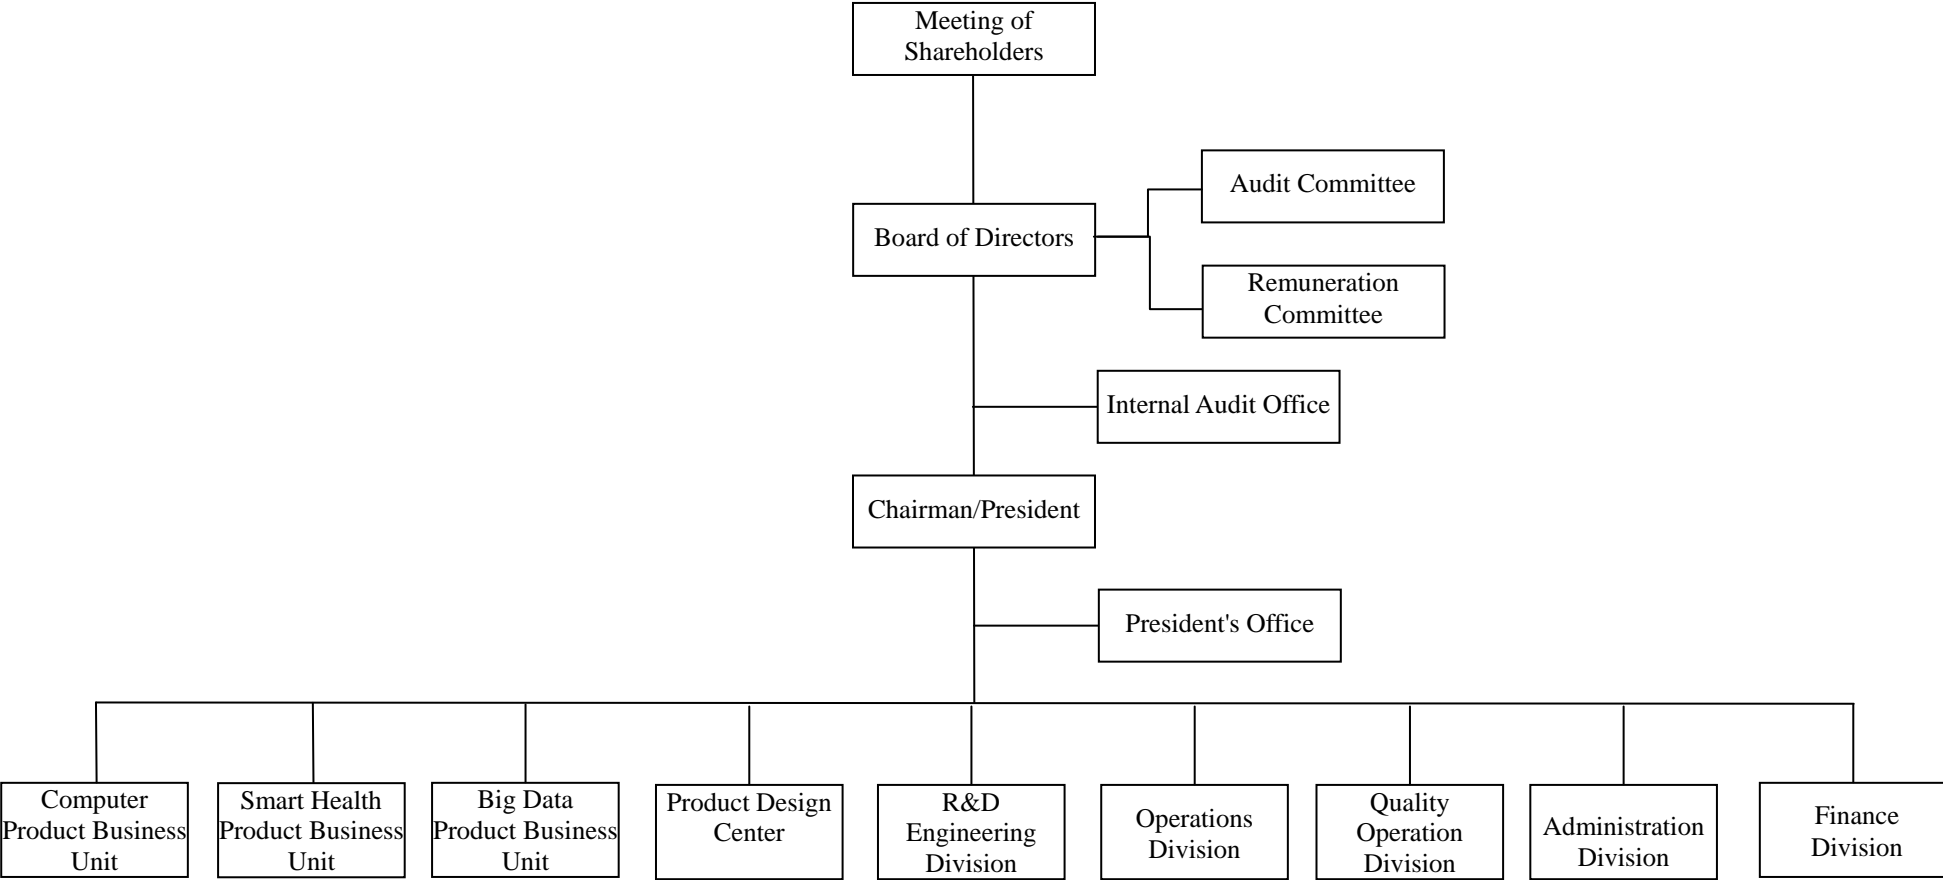 Meeting of
Shareholders
Audit Committee
Board of Directors
Remuneration
Committee
Internal Audit Office
Chairman/President
President's Office
Computer
Product Business
Unit
Smart Health
Product Business
Unit
Big Data
Product Business
Unit
Product Design
Center
R&D
Engineering
Division
Operations
Division
Quality
Operation
Division
Administration
Division
Finance
Division